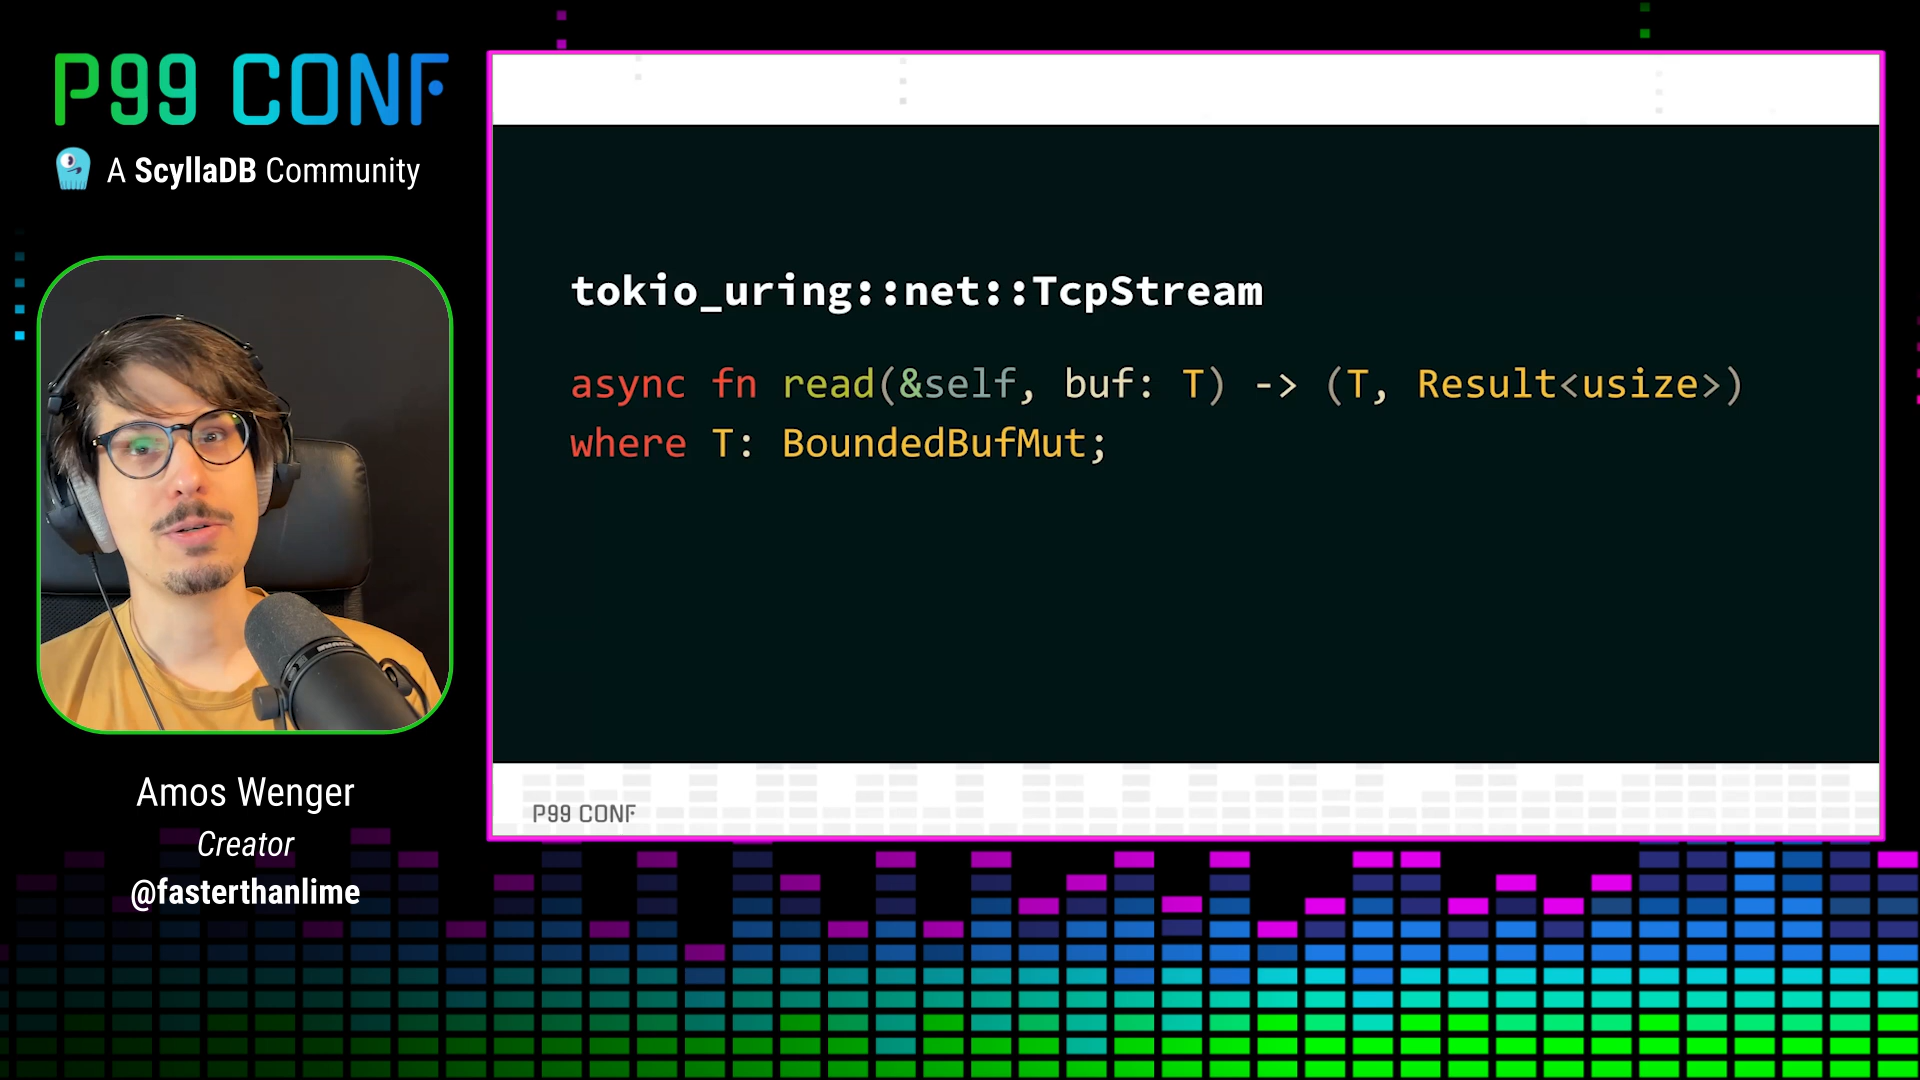 P99 CONF
A ScyllaDB Community
Amos Wenger
Creator
@fasterthanlime
tokio_uring::net::TcpStream
async fn read(&self, buf: T) -> (T, Result<usize>)
where T: BoundedBufMut;
P99 CONF